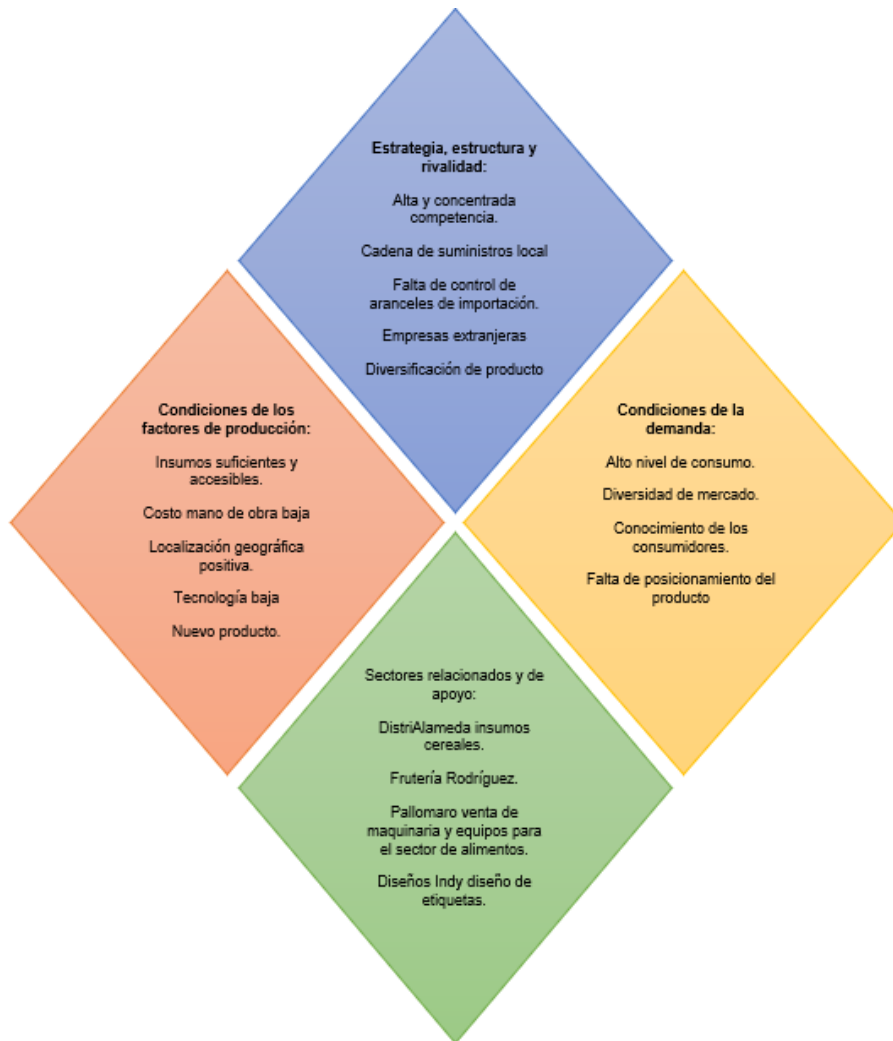 Estrategia, estructura y
rivalidad:
Alta y concentrada
competencia.
Cadena de suministros local
Falta de control de
aranceles de importación.
Empresas extranjeras
Diversificación de producto
Condiciones de los
factores de producción:
Insumos suficientes y
accesibles.
Costo mano de obra baja
Localización geográfica
positiva.
Tecnología baja
Nuevo producto.
Condiciones de la
demanda:
Alto nivel de consumo.
Diversidad de mercado.
Conocimiento de los
consumidores.
Falta de posicionamiento del
producto
Sectores relacionados y de
apoyo:
DistriAlameda insumos
cereales.
Frutería Rodríguez.
Pallomaro venta de
maquinaria y equipos para
el sector de alimentos.
Diseños Indy diseño de
etiquetas.